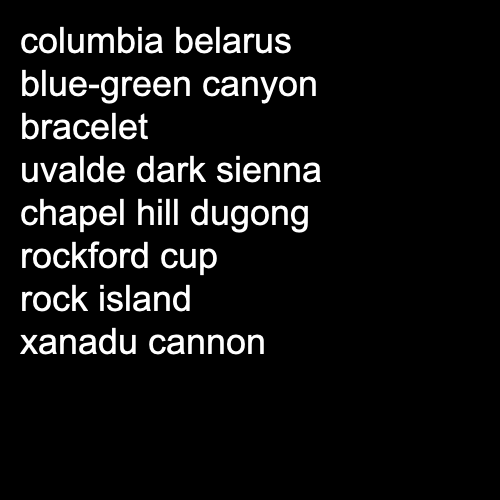 columbia belarus
blue-green canyon
bracelet
uvalde dark sienna
chapel hill dugong
rockford cup
rock island
xanadu cannon